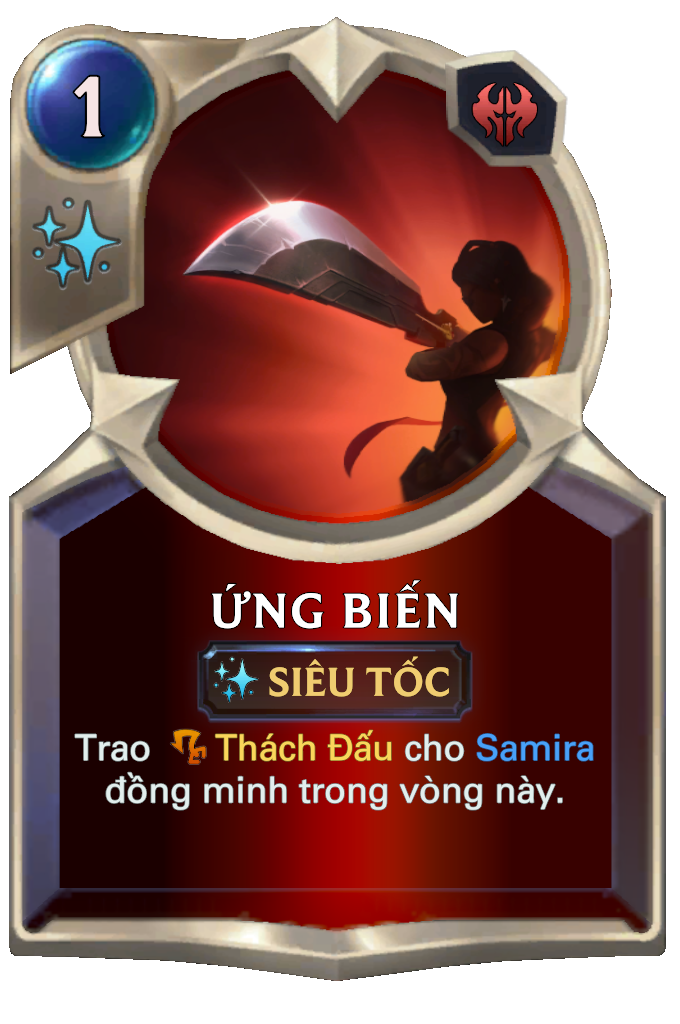 1
ỨNG BIẾN
SIÊU TỐC
Trao Thách Đấu cho Samira
đồng minh trong vòng này.